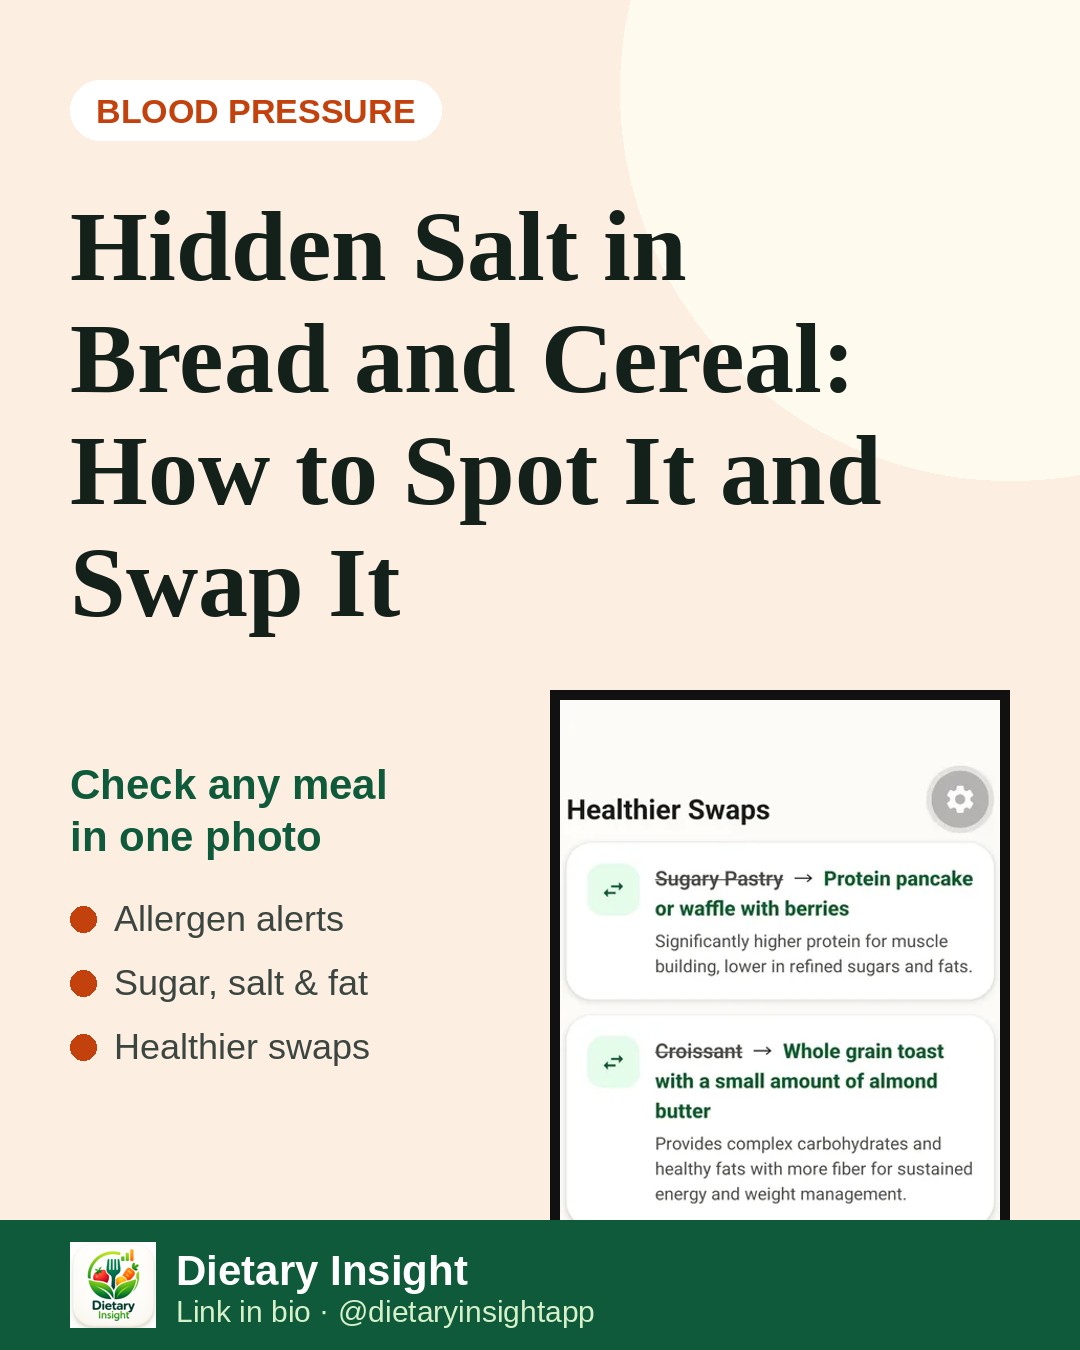 BLOOD PRESSURE
Hidden Salt in
Bread and Cereal:
How to Spot It and
Swap It
Check any meal
in one photo
Allergen alerts
Sugar, salt & fat
Healthier swaps
Healthier Swaps
Sugary Pastry → Protein pancake
or waffle with berries
Significantly higher protein for muscle
building, lower in refined sugars and fats.
Croissant → Whole grain toast
with a small amount of almond
butter
Provides complex carbohydrates and
healthy fats with more fiber for sustained
energy and weight management.
Dietary
Insight
Dietary Insight
Link in bio · @dietaryinsightapp